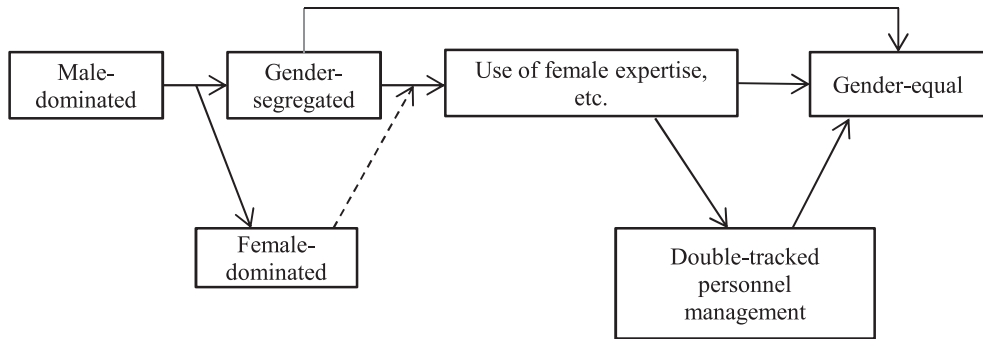 Male-
dominated
Gender-
segregated
Use of female expertise,
etc.
Gender-equal
Female-
dominated
Double-tracked
personnel
management